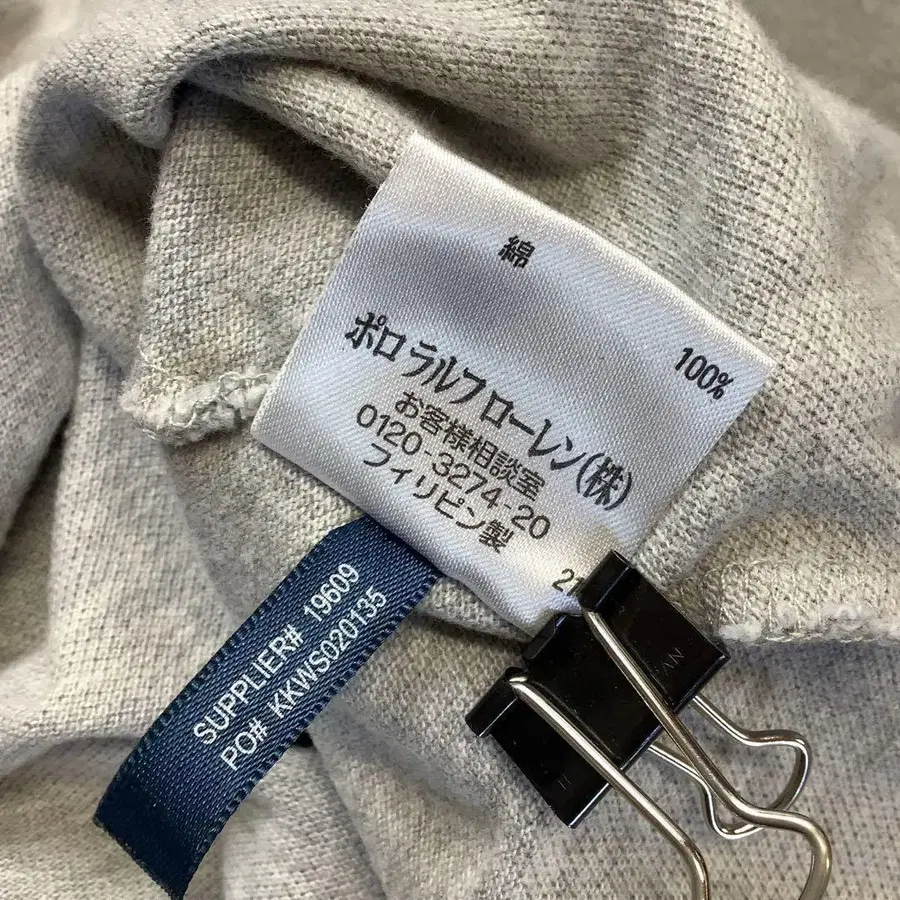 綿 100%
ポロ ラルフ ローレン(株)
お客様相談室
0120-3274-20
フィリピン製
SUPPLIER# 19609
PO# KKWS020135